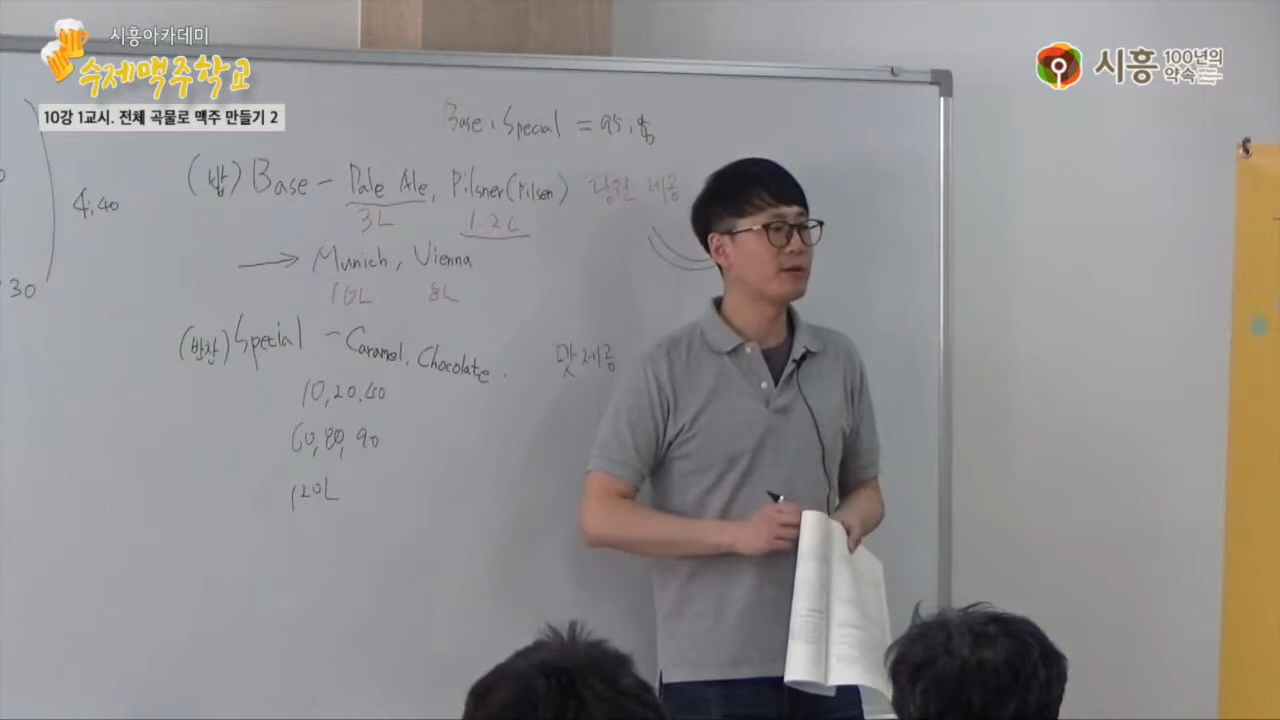 시흥아카데미
수제맥주학교
10강 1교시. 전체 곡물로 맥주 만들기 2
시흥 100년의 약속
Base : Special = 95 : 5
4:40
30
(밥) Base - Pale Ale, Pilsner(Pilsen) 당원 제공
3L 1.2L
→ Munich, Vienna
10L 8L
(반찬) Special - Caramel, Chocolate. 맛 제공
10, 20, 40
60, 80, 90
120L